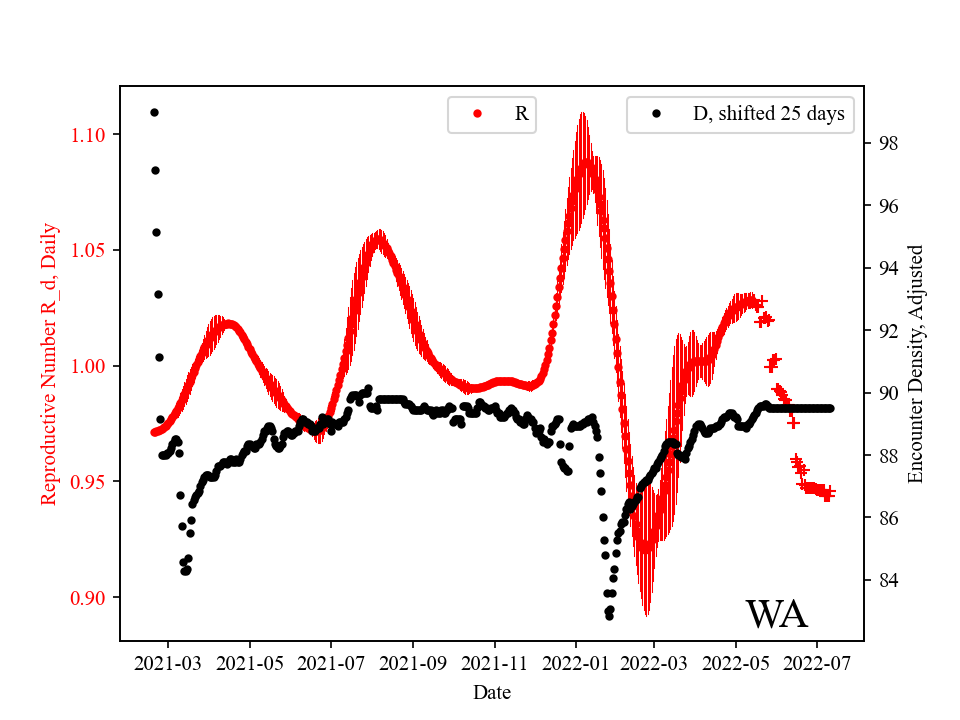 R
D, shifted 25 days
Reproductive Number R_d, Daily
1.10
1.05
1.00
0.95
0.90
Encounter Density, Adjusted
98
96
94
92
90
88
86
84
WA
2021-03 2021-05 2021-07 2021-09 2021-11 2022-01 2022-03 2022-05 2022-07
Date